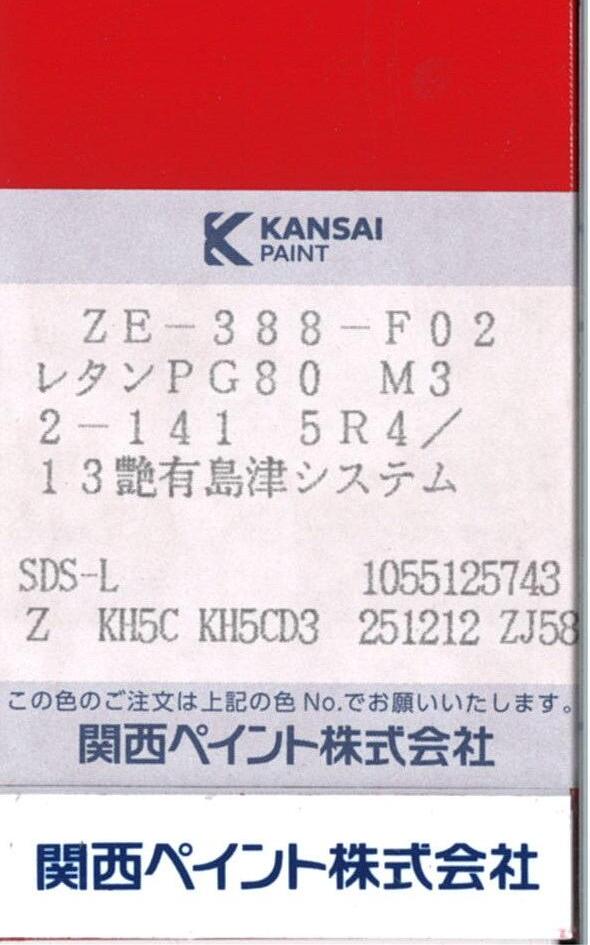 KANSAI
PAINT
ZE-388-F02
レタンPG80 M3
2-141 5R4/
13艶有島津システム
SDS-L 1055125743
Z KH5C KH5CD3 251212 ZJ58
この色のご注文は上記の色No.でお願いいたします。
関西ペイント株式会社
関西ペイント株式会社